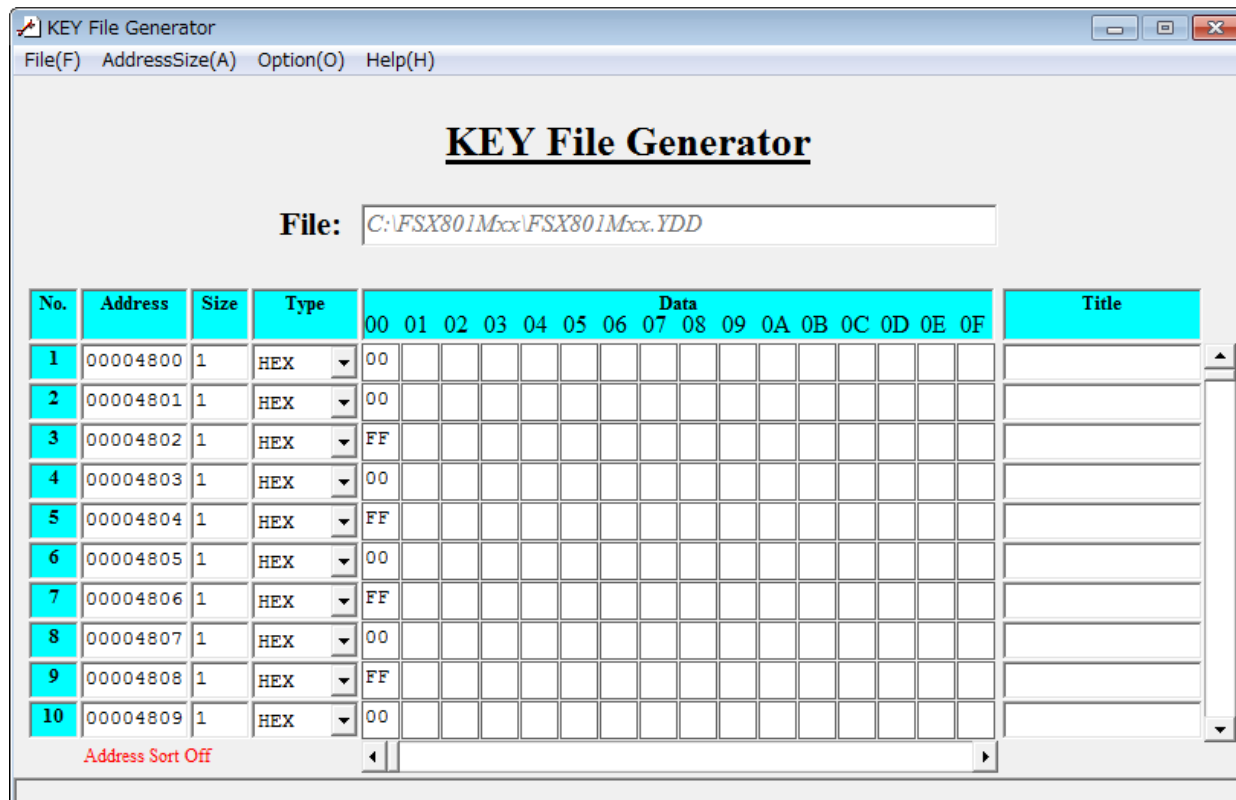 KEY File Generator
File(F) AddressSize(A) Option(O) Help(H)
KEY File Generator
File: C:\FSX801Mxx\FSX801Mxx.YDD
No. Address Size Type Data Title
00 01 02 03 04 05 06 07 08 09 0A 0B 0C 0D 0E 0F
1 00004800 1 HEX 00
2 00004801 1 HEX 00
3 00004802 1 HEX FF
4 00004803 1 HEX 00
5 00004804 1 HEX FF
6 00004805 1 HEX 00
7 00004806 1 HEX FF
8 00004807 1 HEX 00
9 00004808 1 HEX FF
10 00004809 1 HEX 00
Address Sort Off